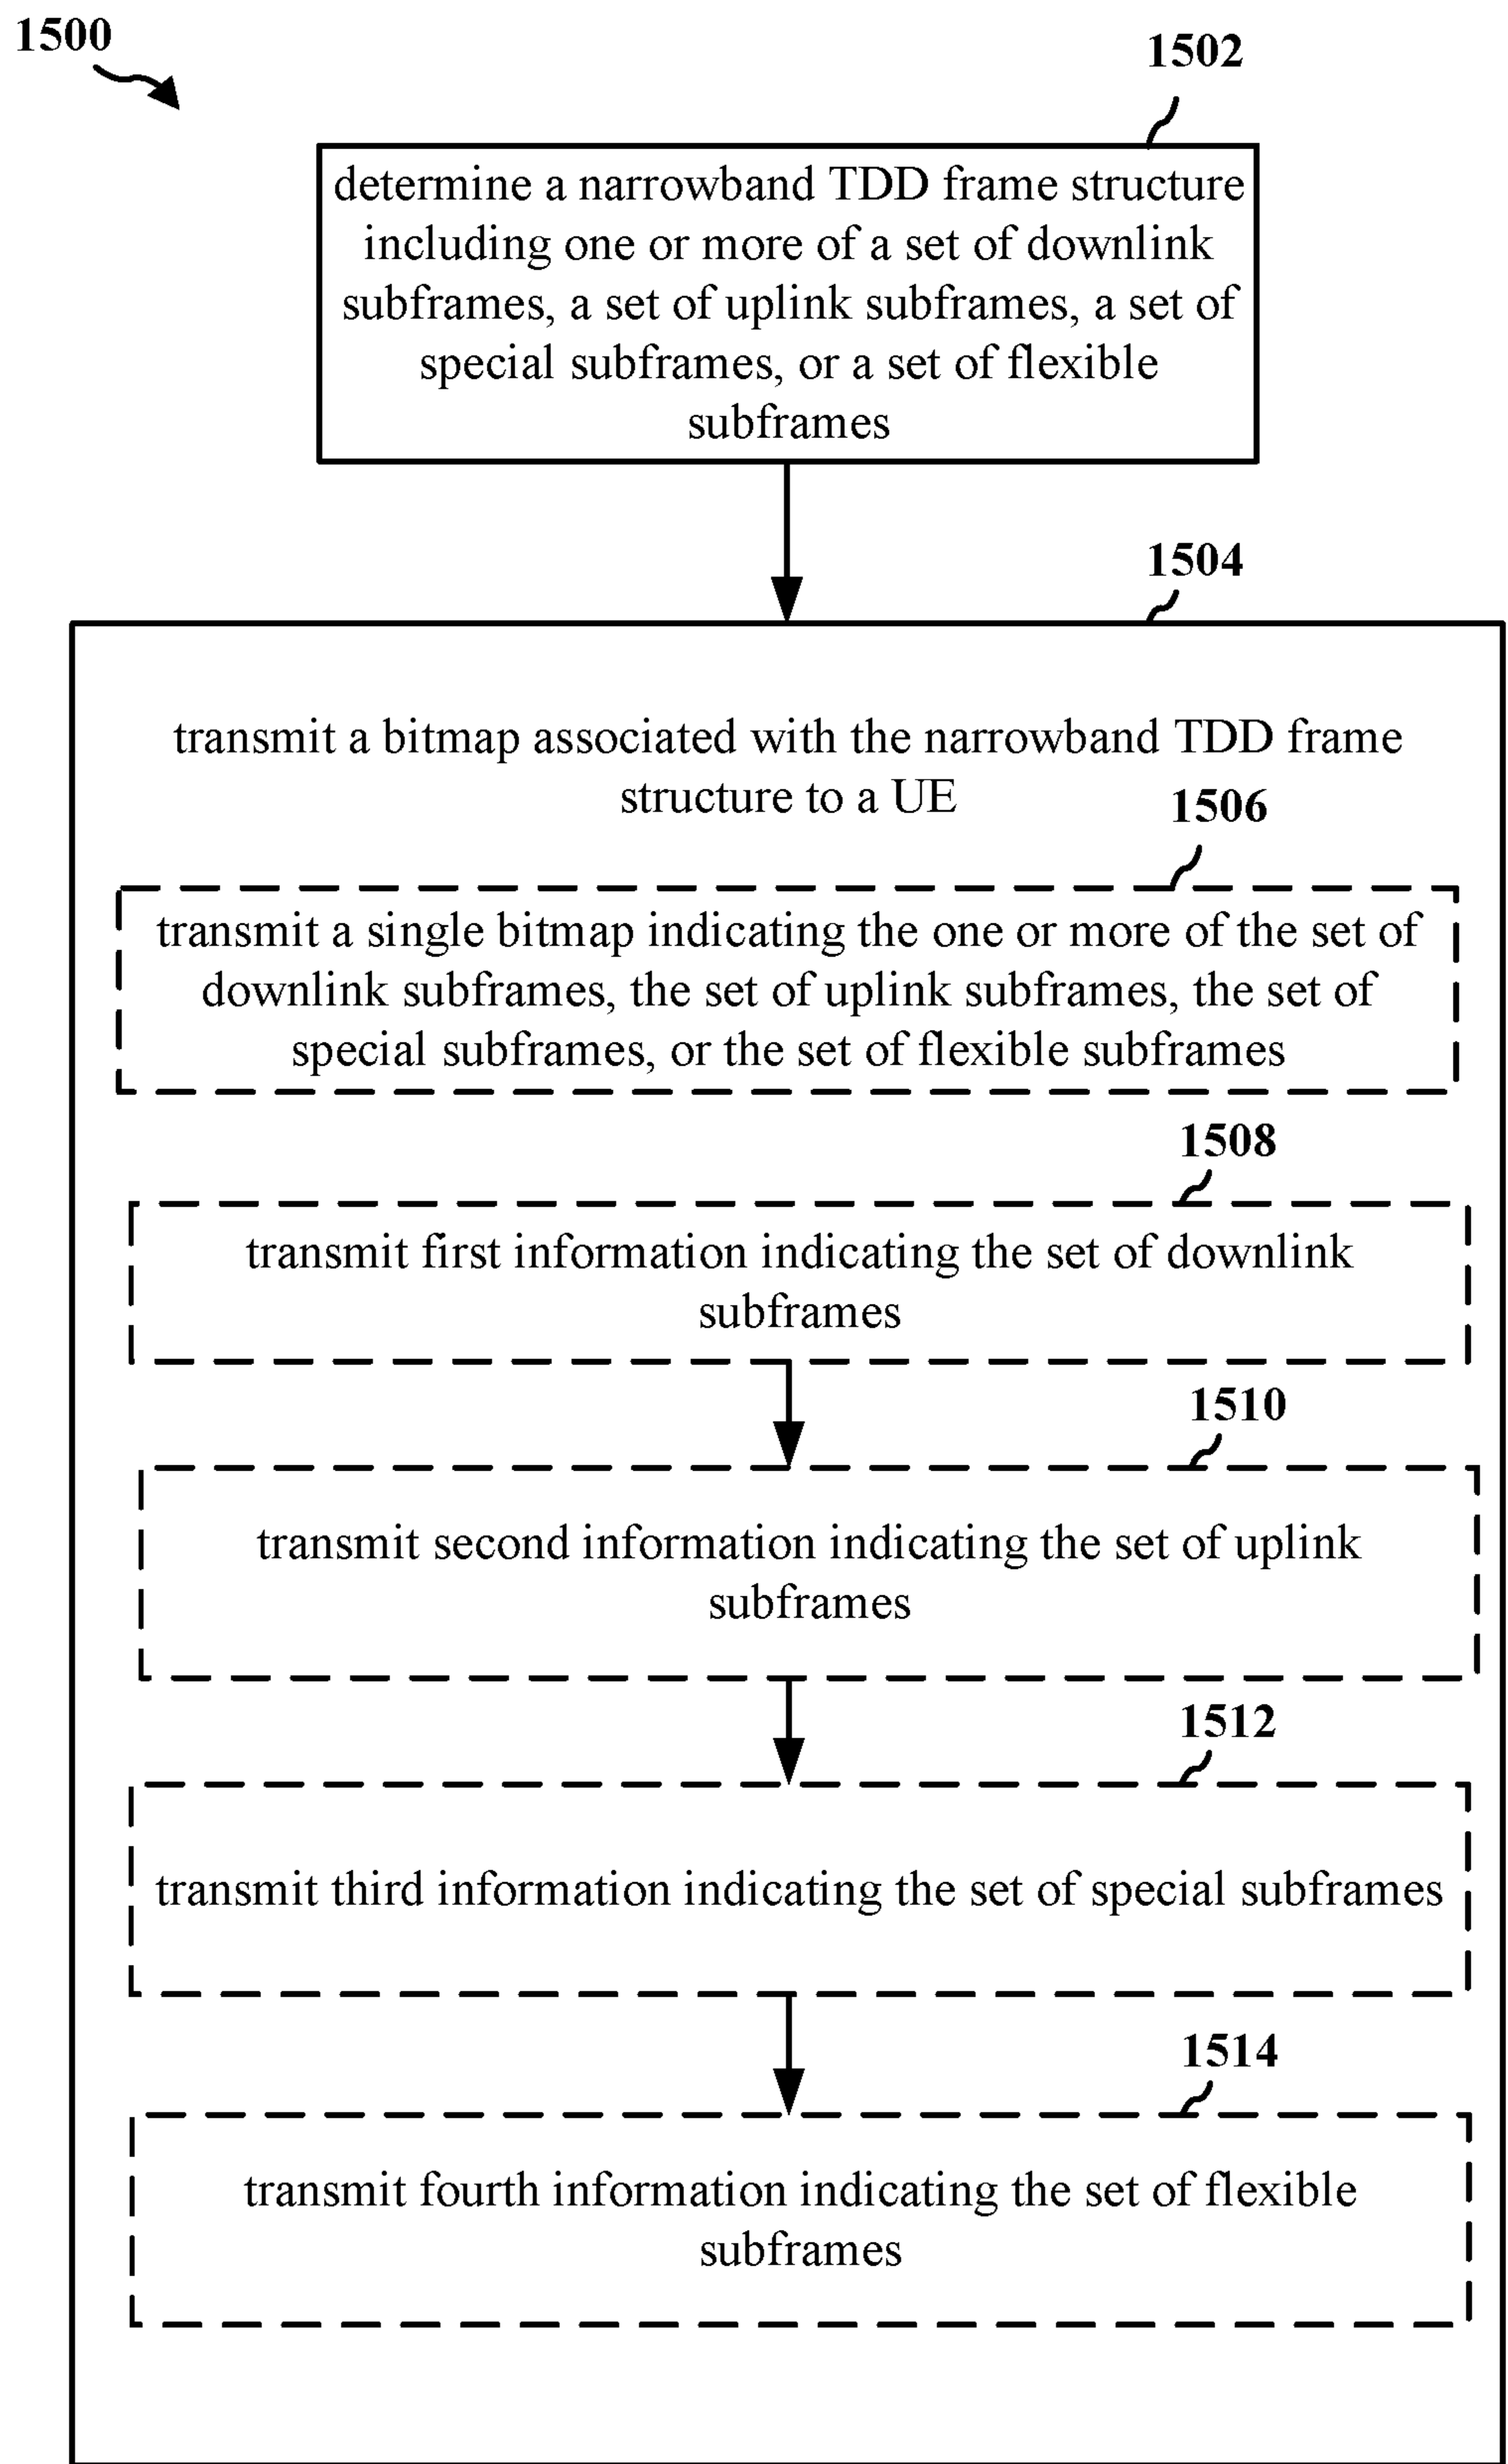 1500
1502
determine a narrowband TDD frame structure
including one or more of a set of downlink
subframes, a set of uplink subframes, a set of
special subframes, or a set of flexible
subframes
1504
transmit a bitmap associated with the narrowband TDD frame
structure to a UE
1506
transmit a single bitmap indicating the one or more of the set of
downlink subframes, the set of uplink subframes, the set of
special subframes, or the set of flexible subframes
1508
transmit first information indicating the set of downlink
subframes
1510
transmit second information indicating the set of uplink
subframes
1512
transmit third information indicating the set of special subframes
1514
transmit fourth information indicating the set of flexible
subframes